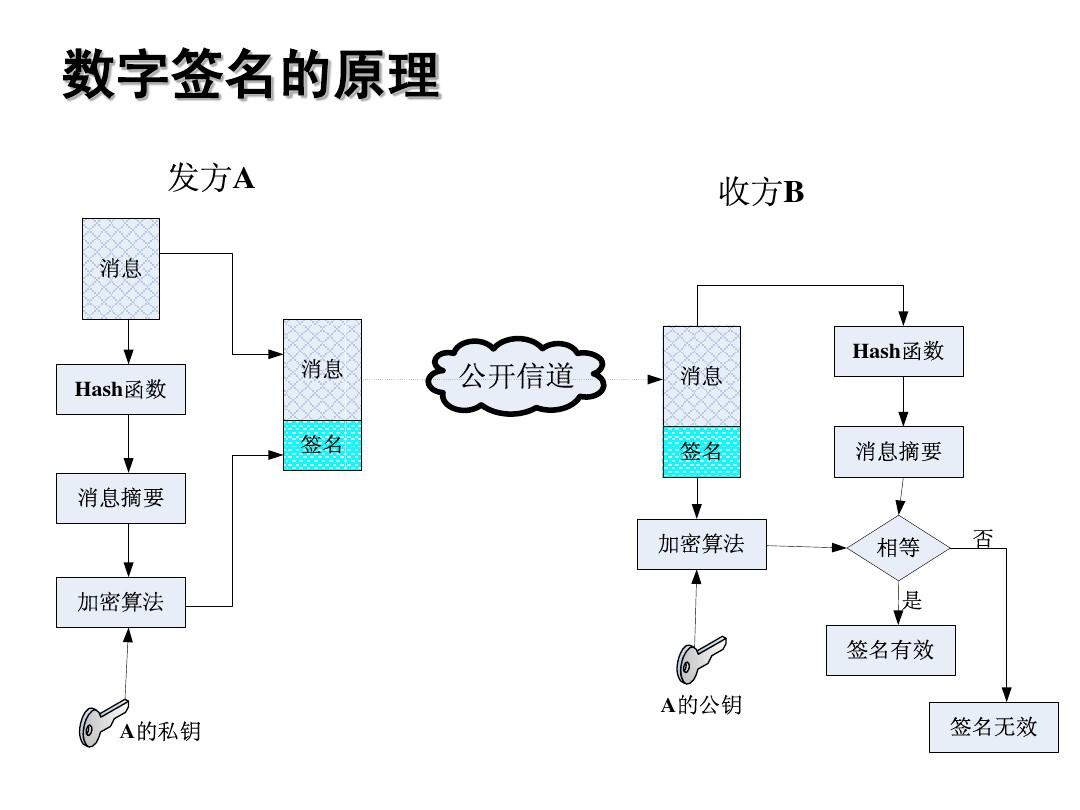 数字签名的原理
发方A
收方B
消息
Hash函数
消息摘要
加密算法
A的私钥
消息
签名
公开信道
消息
签名
加密算法
A的公钥
Hash函数
消息摘要
相等
否
是
签名有效
签名无效